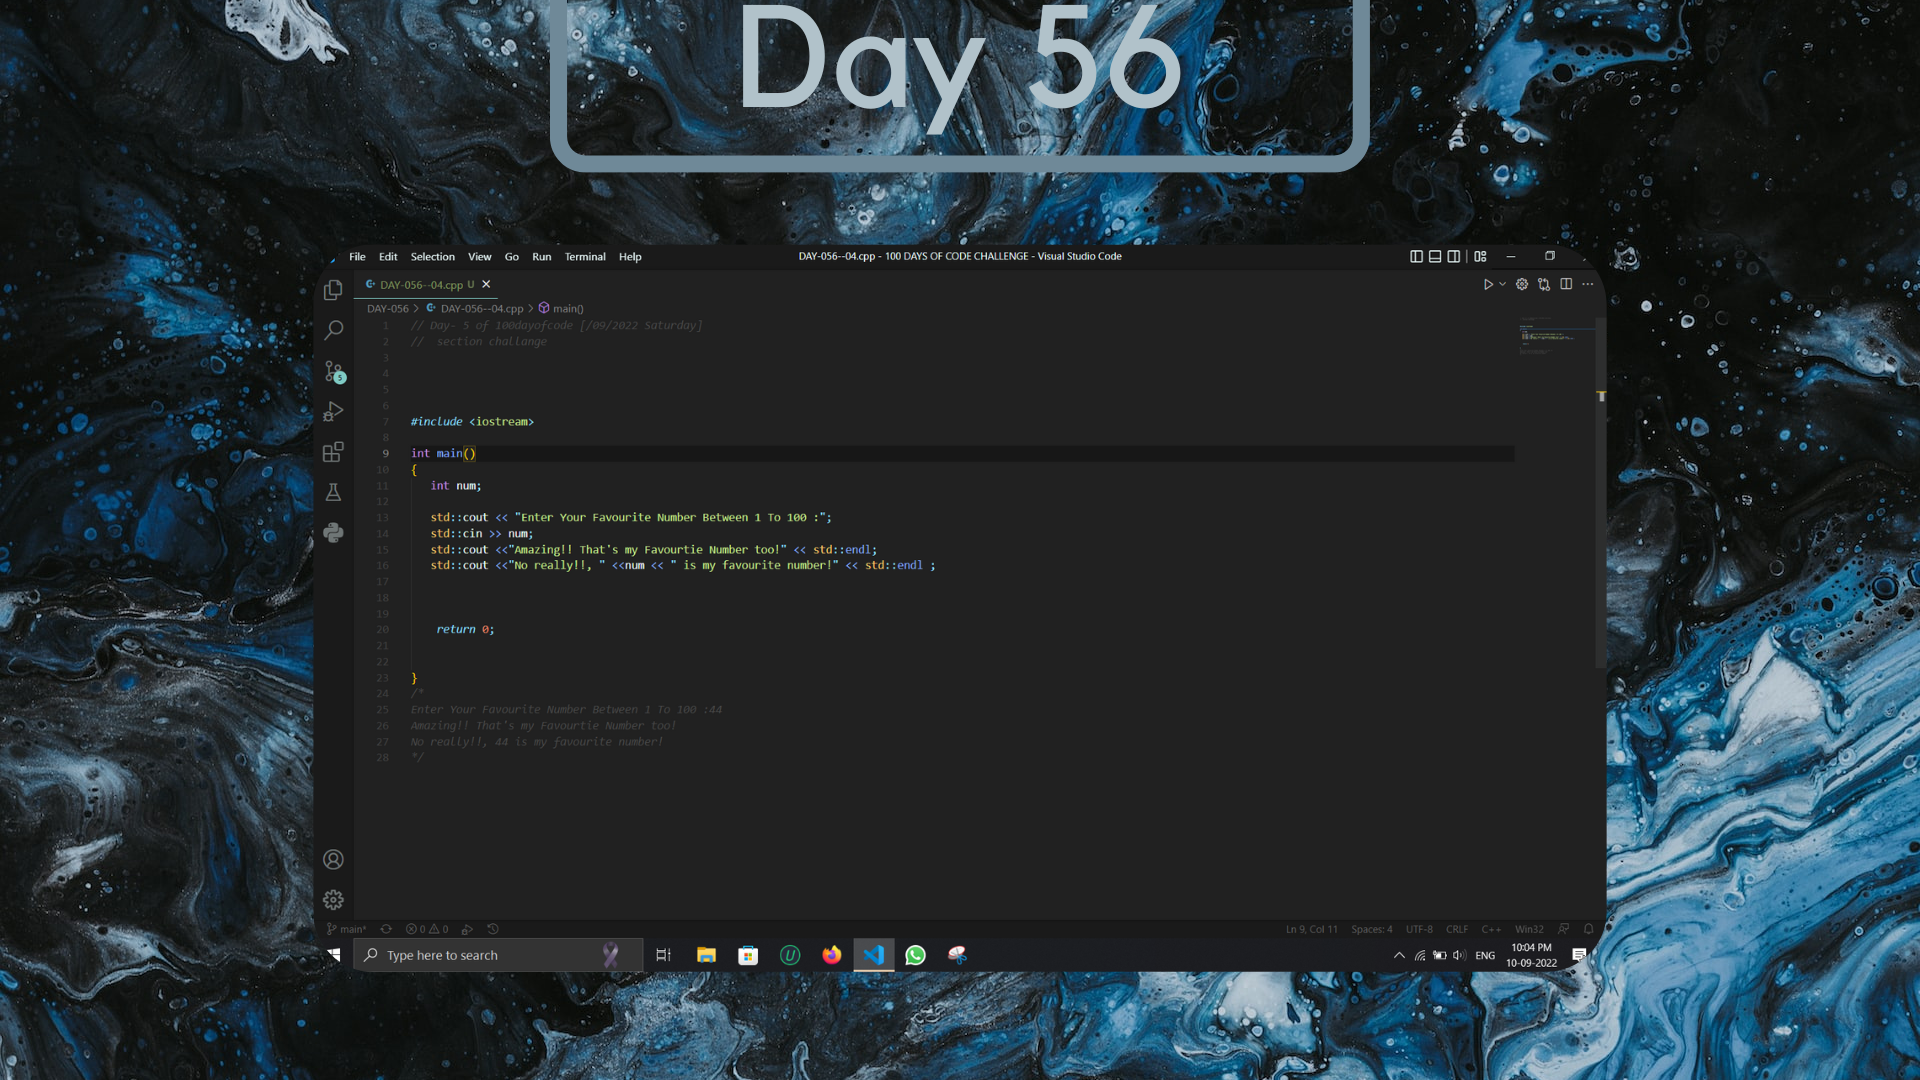 Day 56
File Edit Selection View Go Run Terminal Help
DAY-056--04.cpp - 100 DAYS OF CODE CHALLENGE - Visual Studio Code
DAY-056--04.cpp U
DAY-056 > DAY-056--04.cpp > main()
1 // Day- 5 of 100dayofcode [/09/2022 Saturday]
2 //  section challange
3
4
5
6
7 #include <iostream>
8
9 int main()
10 {
11 int num;
12
13 std::cout << "Enter Your Favourite Number Between 1 To 100 :";
14 std::cin >> num;
15 std::cout <<"Amazing!! That's my Favourtie Number too!" << std::endl;
16 std::cout <<"No really!!, " <<num << " is my favourite number!" << std::endl ;
17
18
19
20 return 0;
21
22
23 }
24 /*
25 Enter Your Favourite Number Between 1 To 100 :44
26 Amazing!! That's my Favourtie Number too!
27 No really!!, 44 is my favourite number!
28 */
5
main* 0 0
Ln 9, Col 11 Spaces: 4 UTF-8 CRLF C++ Win32
Type here to search
ENG
10:04 PM
10-09-2022